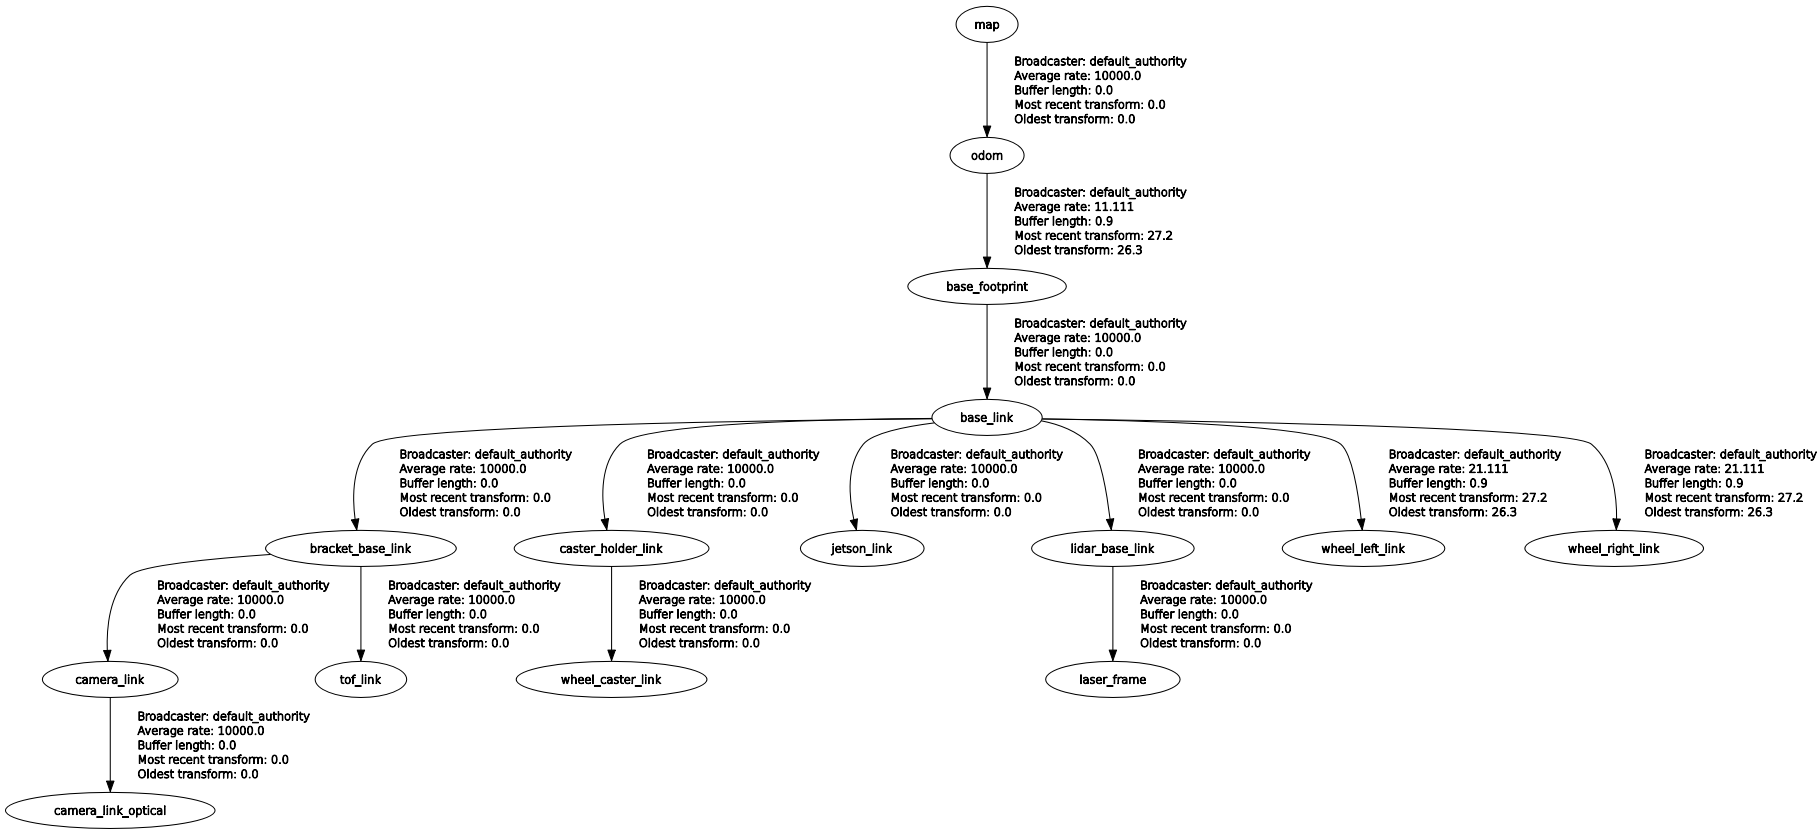 map
Broadcaster: default_authority
Average rate: 10000.0
Buffer length: 0.0
Most recent transform: 0.0
Oldest transform: 0.0
odom
Broadcaster: default_authority
Average rate: 11.111
Buffer length: 0.9
Most recent transform: 27.2
Oldest transform: 26.3
base_footprint
Broadcaster: default_authority
Average rate: 10000.0
Buffer length: 0.0
Most recent transform: 0.0
Oldest transform: 0.0
base_link
Broadcaster: default_authority
Average rate: 10000.0
Buffer length: 0.0
Most recent transform: 0.0
Oldest transform: 0.0
Broadcaster: default_authority
Average rate: 10000.0
Buffer length: 0.0
Most recent transform: 0.0
Oldest transform: 0.0
Broadcaster: default_authority
Average rate: 10000.0
Buffer length: 0.0
Most recent transform: 0.0
Oldest transform: 0.0
Broadcaster: default_authority
Average rate: 10000.0
Buffer length: 0.0
Most recent transform: 0.0
Oldest transform: 0.0
Broadcaster: default_authority
Average rate: 21.111
Buffer length: 0.9
Most recent transform: 27.2
Oldest transform: 26.3
Broadcaster: default_authority
Average rate: 21.111
Buffer length: 0.9
Most recent transform: 27.2
Oldest transform: 26.3
bracket_base_link
caster_holder_link
jetson_link
lidar_base_link
wheel_left_link
wheel_right_link
Broadcaster: default_authority
Average rate: 10000.0
Buffer length: 0.0
Most recent transform: 0.0
Oldest transform: 0.0
Broadcaster: default_authority
Average rate: 10000.0
Buffer length: 0.0
Most recent transform: 0.0
Oldest transform: 0.0
Broadcaster: default_authority
Average rate: 10000.0
Buffer length: 0.0
Most recent transform: 0.0
Oldest transform: 0.0
Broadcaster: default_authority
Average rate: 10000.0
Buffer length: 0.0
Most recent transform: 0.0
Oldest transform: 0.0
camera_link
tof_link
wheel_caster_link
laser_frame
Broadcaster: default_authority
Average rate: 10000.0
Buffer length: 0.0
Most recent transform: 0.0
Oldest transform: 0.0
camera_link_optical